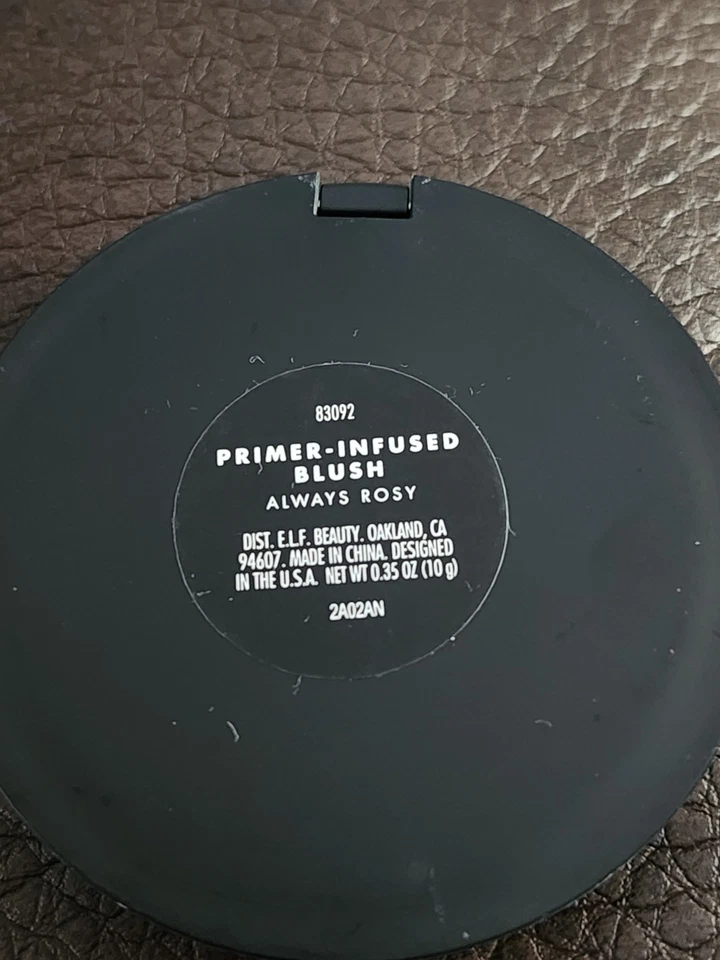 83092
PRIMER-INFUSED
BLUSH
ALWAYS ROSY
DIST. E.L.F. BEAUTY. OAKLAND, CA
94607. MADE IN CHINA. DESIGNED
IN THE U.S.A. NET WT 0.35 OZ (10 g)
2A02AN